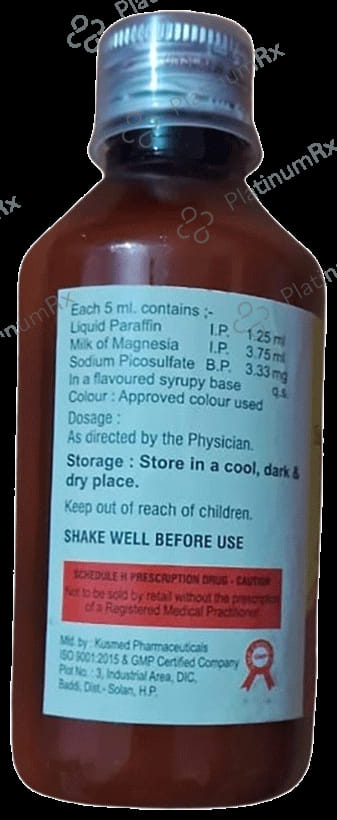 PlatinumRx
PlatinumRx
Each 5 ml. contains ;-
Liquid Paraffin I.P. 1.25 ml
Milk of Magnesia I.P. 3.75 ml
Sodium Picosulfate B.P. 3.33 mg
In a flavoured syrupy base q.s.
Colour : Approved colour used
Dosage :
As directed by the Physician.
Storage : Store in a cool, dark &
dry place.
Keep out of reach of children.
SHAKE WELL BEFORE USE
SCHEDULE H PRESCRIPTION DRUG - CAUTION
Not to be sold by retail without the prescription
of a Registered Medical Practitioner.
Mfd. by : Kusmed Pharmaceuticals
ISO 9001:2015 & GMP Certified Company
Plot No. : 3, Industrial Area, DIC,
Baddi, Dist.- Solan, H.P.